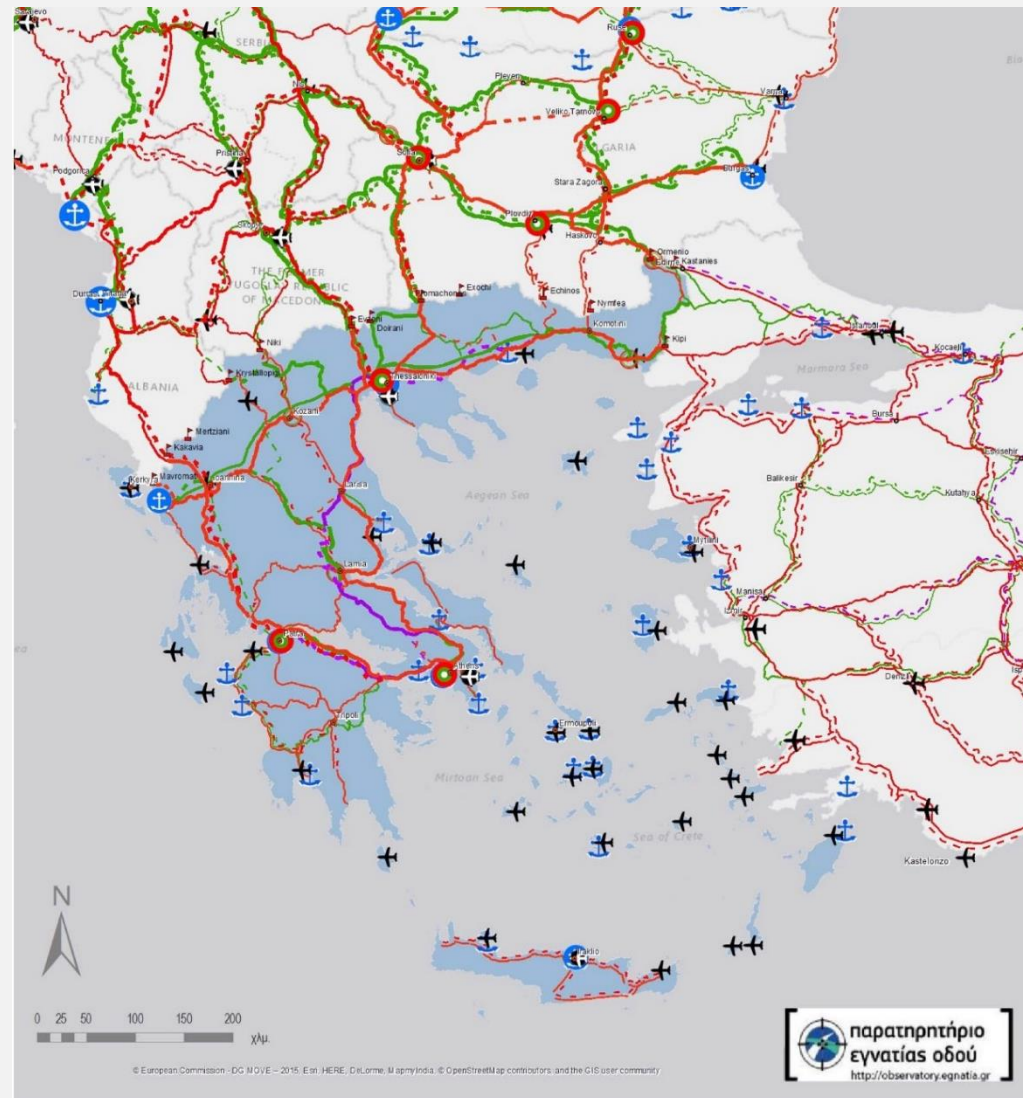 Sarajevo
SERBIA
Ruse
Pleven
Nis
Varna
Veliko Tarnovo
MONTENEGRO
BULGARIA
Pristina
Sofia
Podgorica
Burgas
Stara Zagora
Plovdiv
Skopje
Haskovo
Ormenio
Edirne
Kastanies
THE FORMER
YUGOSLAV REPUBLIC
OF MACEDONIA
Promachonas
Exochi
Echinos
Nymfea
Evzoni
Doirani
Komotini
Istanbul
Kipi
Kocaeli
Niki
Krystallopigi
Thessaloniki
Marmara Sea
ALBANIA
Kozani
Bursa
Mertziani
Kakavia
Eskisehir
Mavromati
Kerkyra
Ioannina
Balikesir
Larisa
Aegean Sea
Kutahya
Mytilini
Lamia
Manisa
Izmir
Patra
Athens
Denizli
Tripoli
Ermoupoli
Mirtoan Sea
Sea of Crete
Kastelorizo
N
Iraklio
0 25 50 100 150 200
χλμ.
© European Commission - DG MOVE – 2015, Esri, HERE, DeLorme, MapmyIndia, © OpenStreetMap contributors, and the GIS user community
παρατηρητήριο
εγνατίας οδού
http://observatory.egnatia.gr